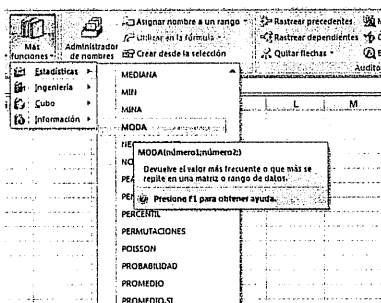 Más funciones
Administrador de nombres
Asignar nombre a un rango
Utilizar en la fórmula
Crear desde la selección
Rastrear precedentes
Rastrear dependientes
Quitar flechas
Estadísticas
Ingeniería
Cubo
Información
MEDIANA
MIN
MINA
MODA
MODA(número1;número2;)
Devuelve el valor más frecuente o que más se
repite en una matriz o rango de datos.
Presione F1 para obtener ayuda.
PERCENTIL
PERMUTACIONES
POISSON
PROBABILIDAD
PROMEDIO
PROMEDIO.SI
L
M